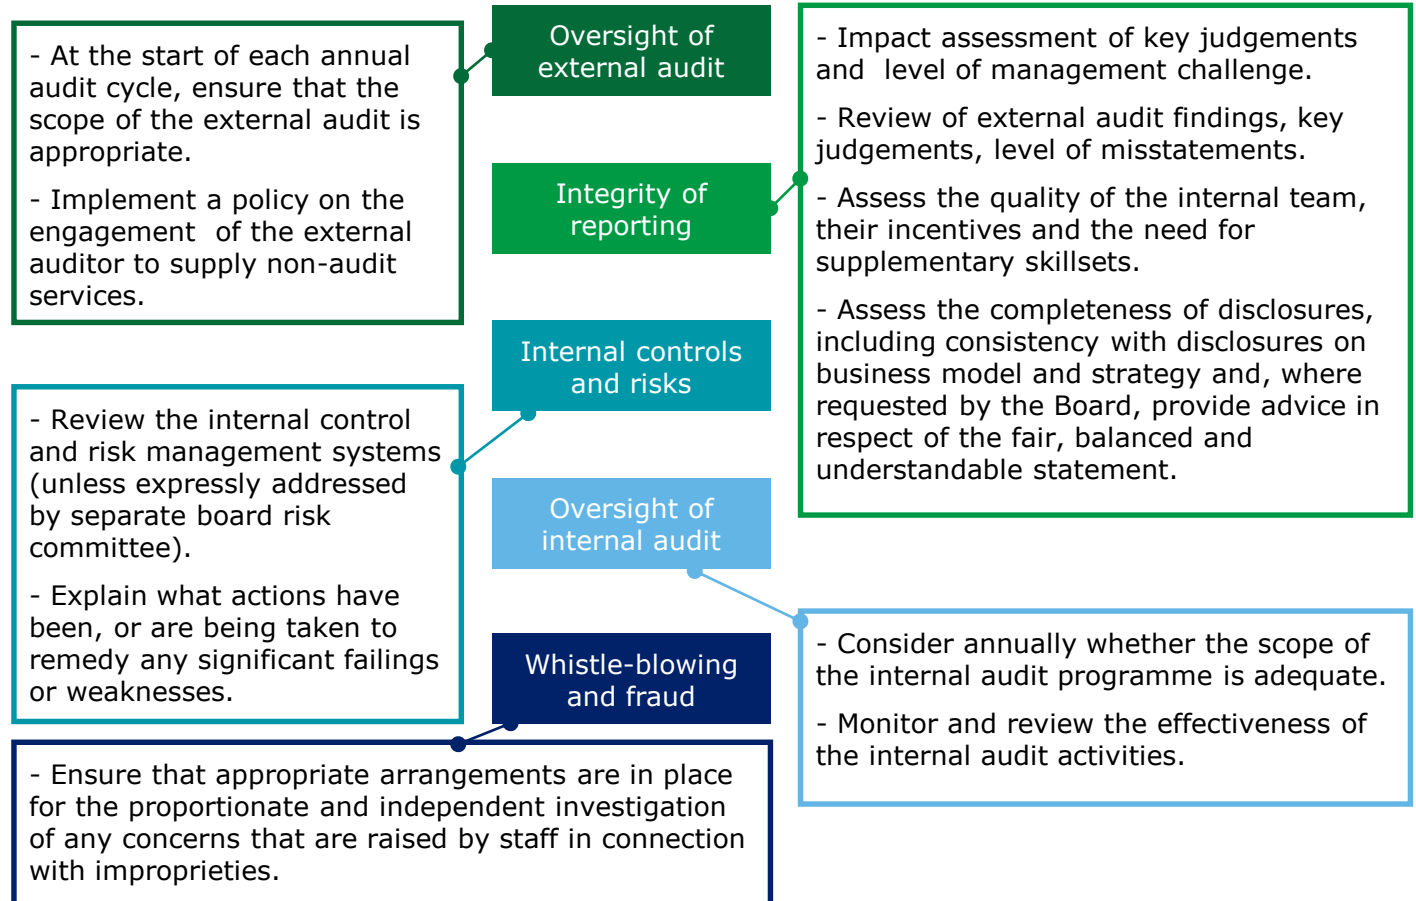 Oversight of
external audit
- At the start of each annual
audit cycle, ensure that the
scope of the external audit is
appropriate.
- Implement a policy on the
engagement  of the external
auditor to supply non-audit
services.
Integrity of
reporting
- Impact assessment of key judgements
and  level of management challenge.
- Review of external audit findings, key
judgements, level of misstatements.
- Assess the quality of the internal team,
their incentives and the need for
supplementary skillsets.
- Assess the completeness of disclosures,
including consistency with disclosures on
business model and strategy and, where
requested by the Board, provide advice in
respect of the fair, balanced and
understandable statement.
Internal controls
and risks
- Review the internal control
and risk management systems
(unless expressly addressed
by separate board risk
committee).
- Explain what actions have
been, or are being taken to
remedy any significant failings
or weaknesses.
Oversight of
internal audit
- Consider annually whether the scope of
the internal audit programme is adequate.
- Monitor and review the effectiveness of
the internal audit activities.
Whistle-blowing
and fraud
- Ensure that appropriate arrangements are in place
for the proportionate and independent investigation
of any concerns that are raised by staff in connection
with improprieties.